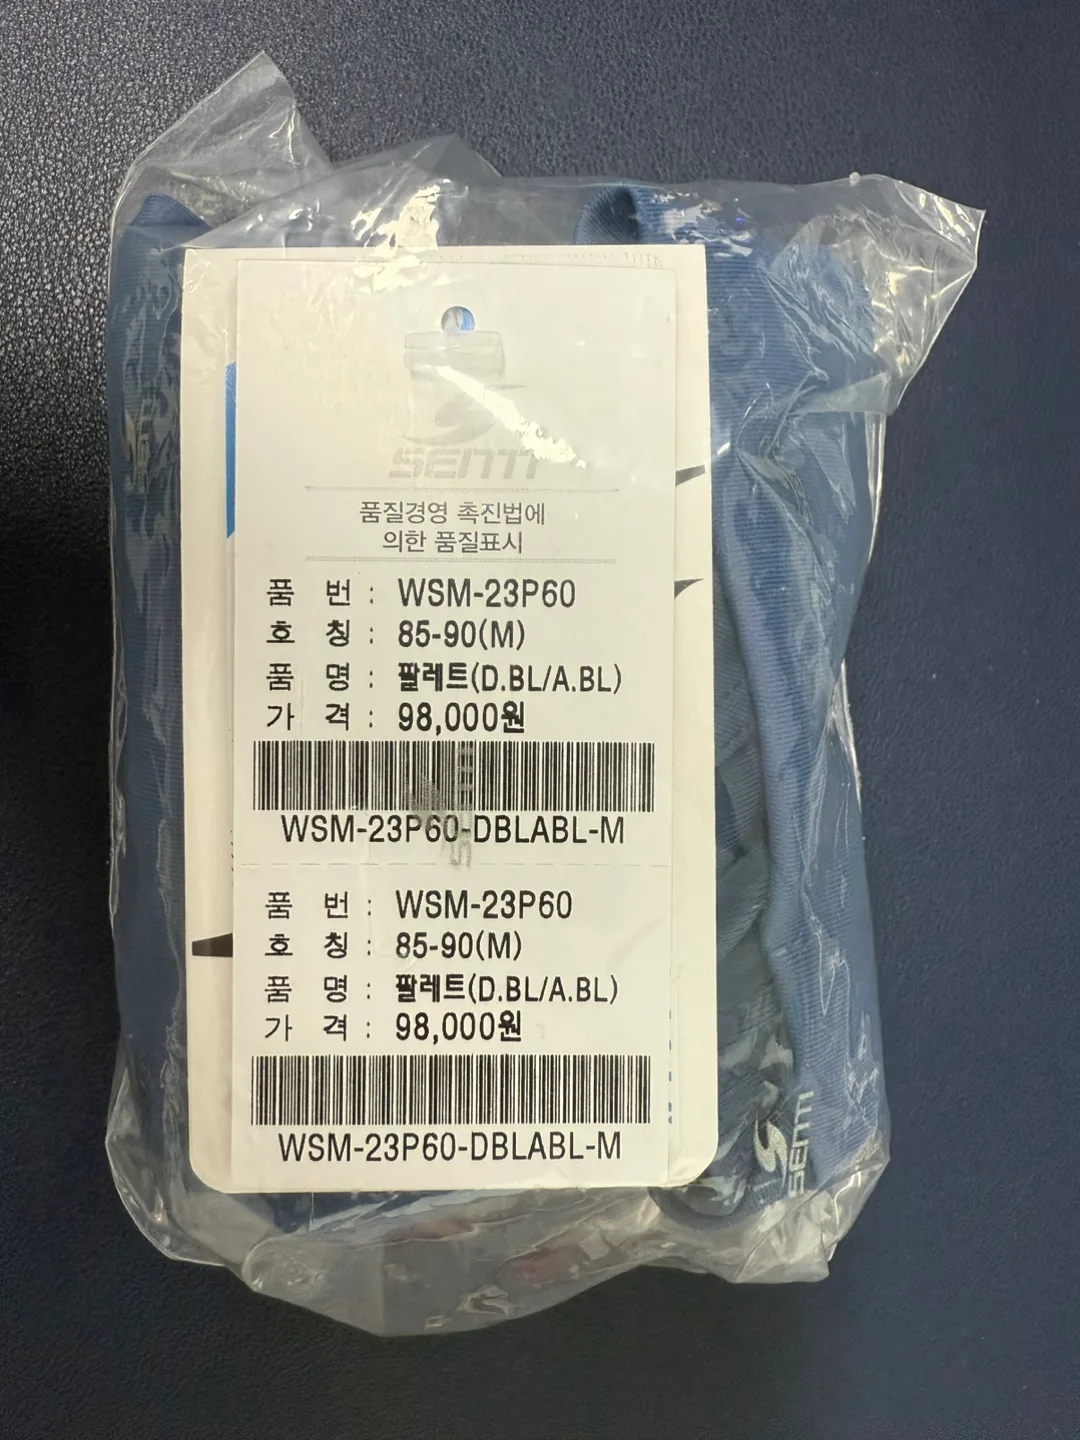 SENTI
품질경영 촉진법에
의한 품질표시
품 번 : WSM-23P60
호 칭 : 85-90(M)
품 명 : 팔레트(D.BL/A.BL)
가 격 : 98,000원
WSM-23P60-DBLABL-M
품 번 : WSM-23P60
호 칭 : 85-90(M)
품 명 : 팔레트(D.BL/A.BL)
가 격 : 98,000원
WSM-23P60-DBLABL-M
SENTI